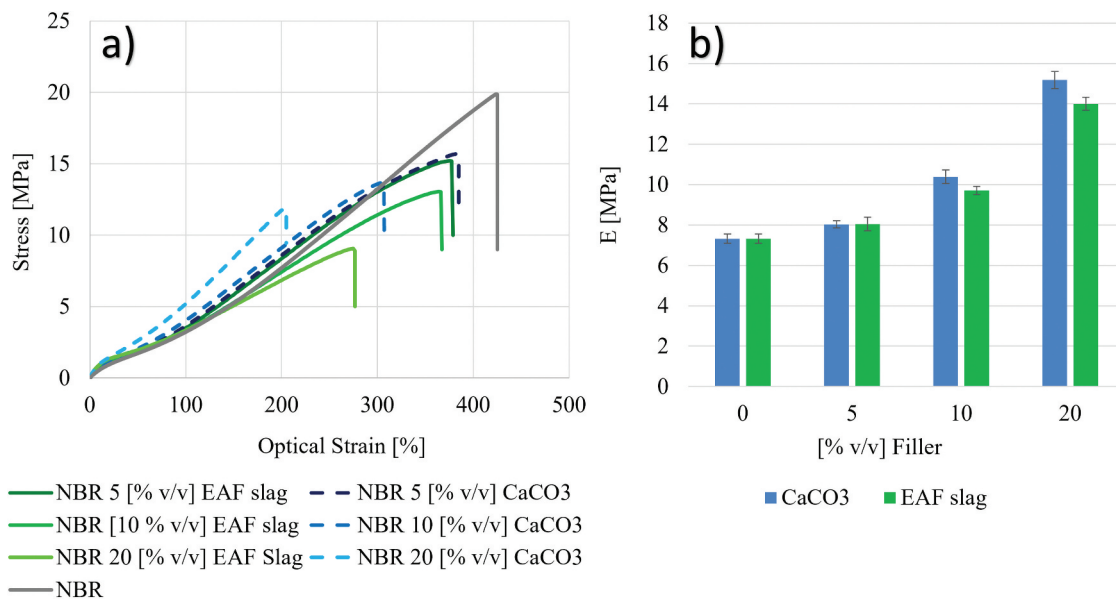 a)
25
20
15
10
5
0
Stress [MPa]
0 100 200 300 400 500
Optical Strain [%]
NBR 5 [% v/v] EAF slag
NBR 5 [% v/v] CaCO3
NBR [10 % v/v] EAF slag
NBR 10 [% v/v] CaCO3
NBR 20 [% v/v] EAF Slag
NBR 20 [% v/v] CaCO3
NBR
b)
18
16
14
12
10
8
6
4
2
0
E [MPa]
0 5 10 20
[% v/v] Filler
CaCO3 EAF slag